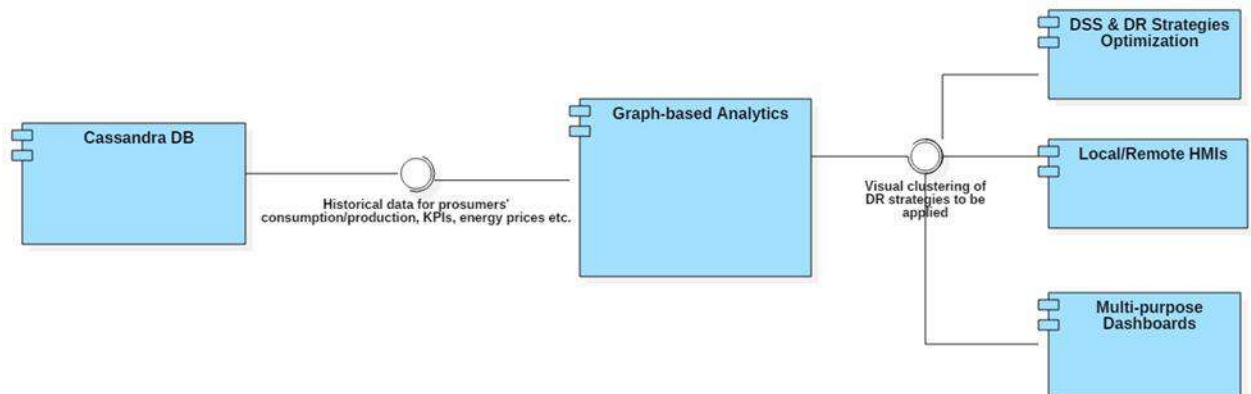 Cassandra DB
Historical data for prosumers'
consumption/production, KPIs, energy prices etc.
Graph-based Analytics
Visual clustering of
DR strategies to be
applied
DSS & DR Strategies
Optimization
Local/Remote HMIs
Multi-purpose
Dashboards